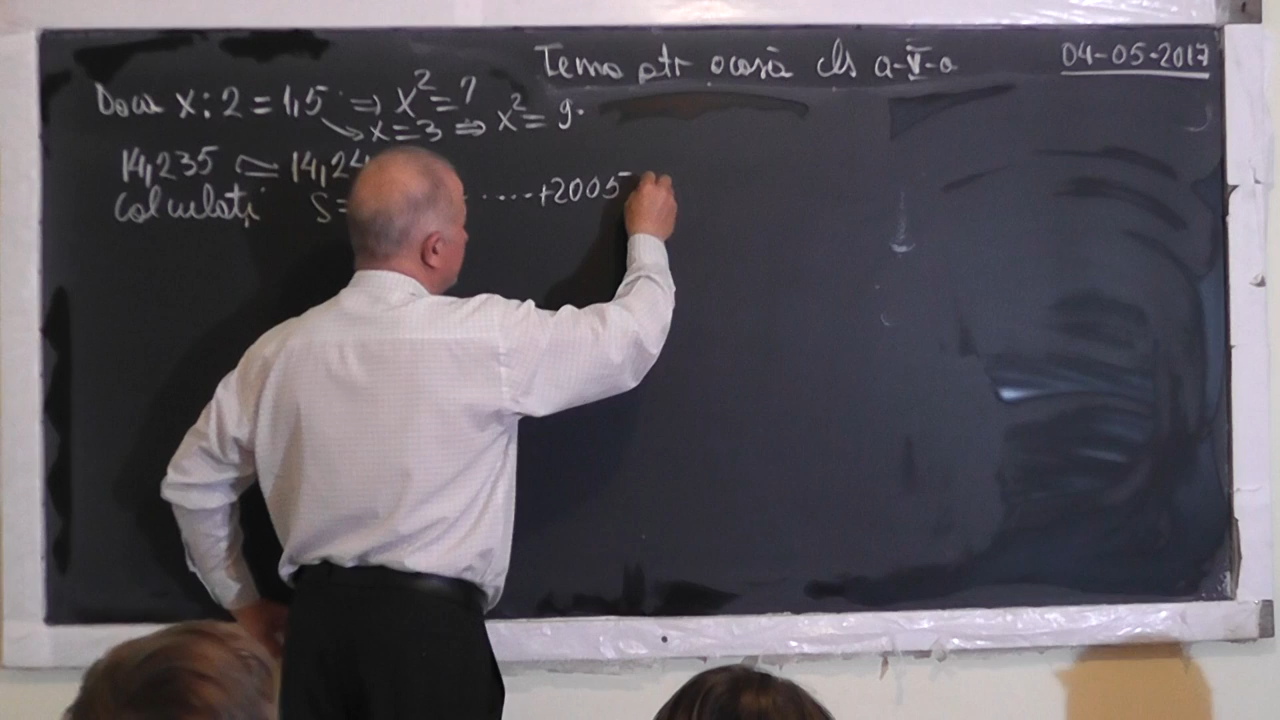 Temă ptr acasă cls a-V-a 04-05-2017
Dacă x:2=1,5 ⇒ x²=?
x=3 ⇒ x²=9.
14,235 ≃ 14,24
Calculați S= .....+2005